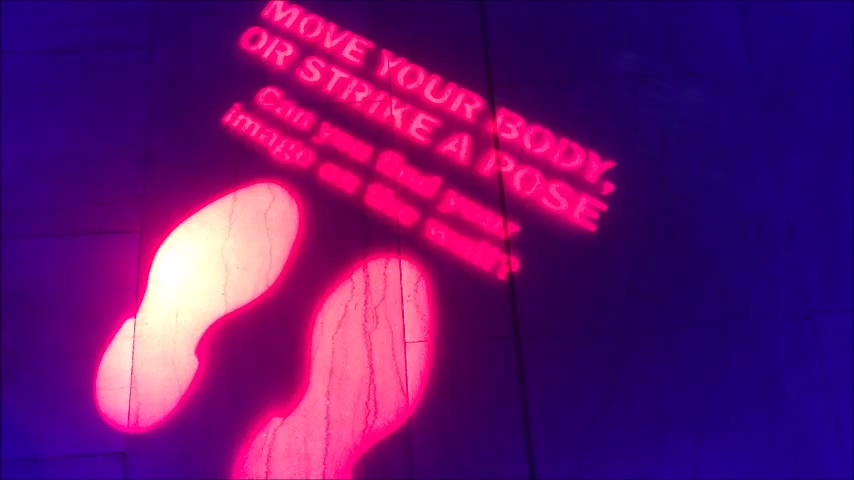 MOVE YOUR BODY,
OR STRIKE A POSE
Can you find your
image on the wall?